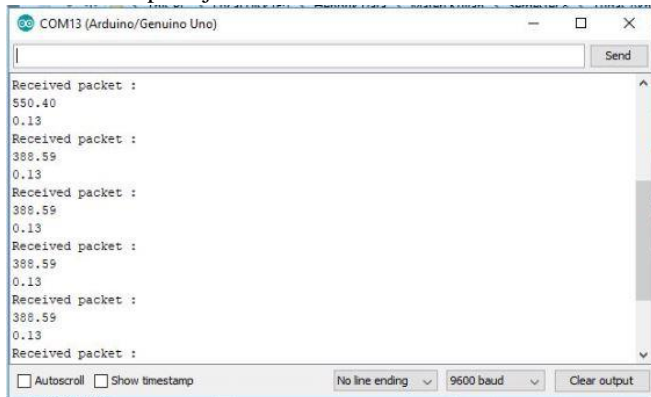 COM13 (Arduino/Genuino Uno)
Send
Received packet :
550.40
0.13
Received packet :
388.59
0.13
Received packet :
388.59
0.13
Received packet :
388.59
0.13
Received packet :
388.59
0.13
Received packet :
Autoscroll Show timestamp No line ending 9600 baud Clear output